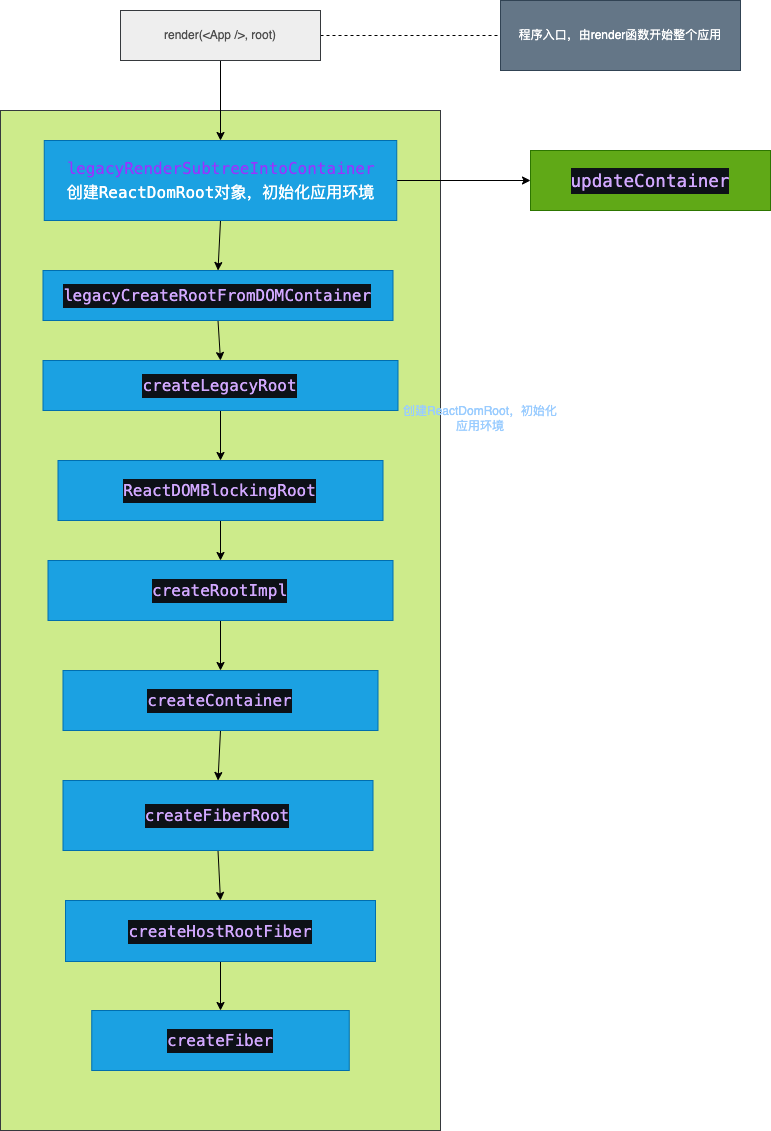 render(<App />, root)
程序入口，由render函数开始整个应用
legacyRenderSubtreeIntoContainer
创建ReactDomRoot对象，初始化应用环境
updateContainer
legacyCreateRootFromDOMContainer
createLegacyRoot
创建ReactDomRoot，初始化
应用环境
ReactDOMBlockingRoot
createRootImpl
createContainer
createFiberRoot
createHostRootFiber
createFiber